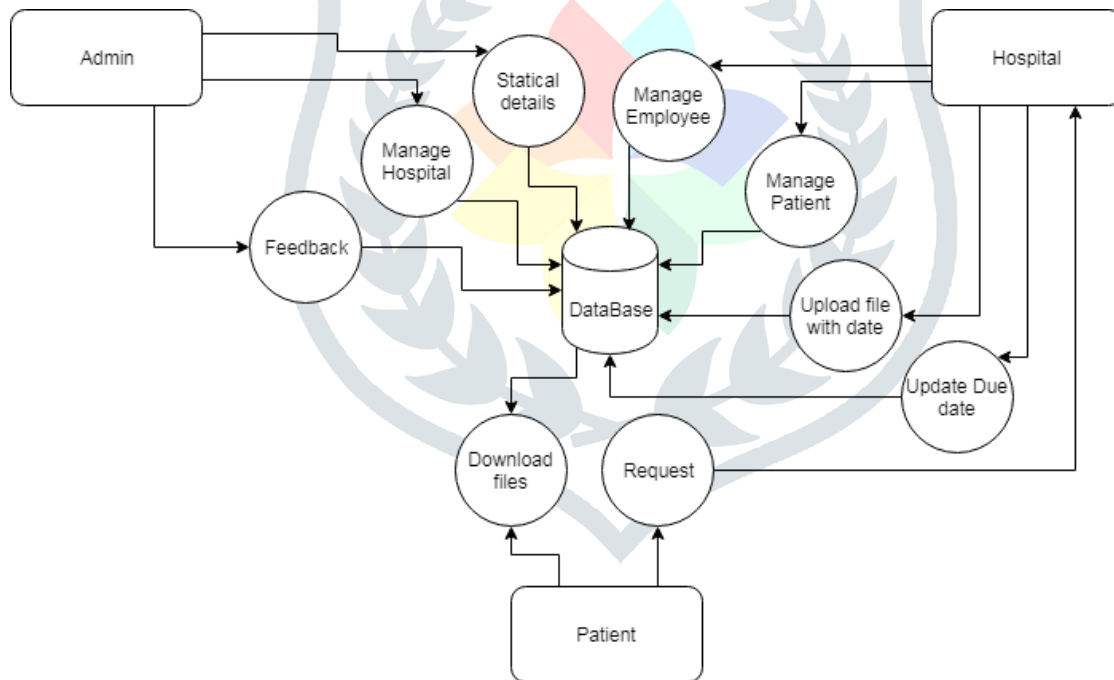 Admin
Hospital
Statical
details
Manage
Employee
Manage
Hospital
Manage
Patient
Feedback
DataBase
Upload file
with date
Update Due
date
Download
files
Request
Patient